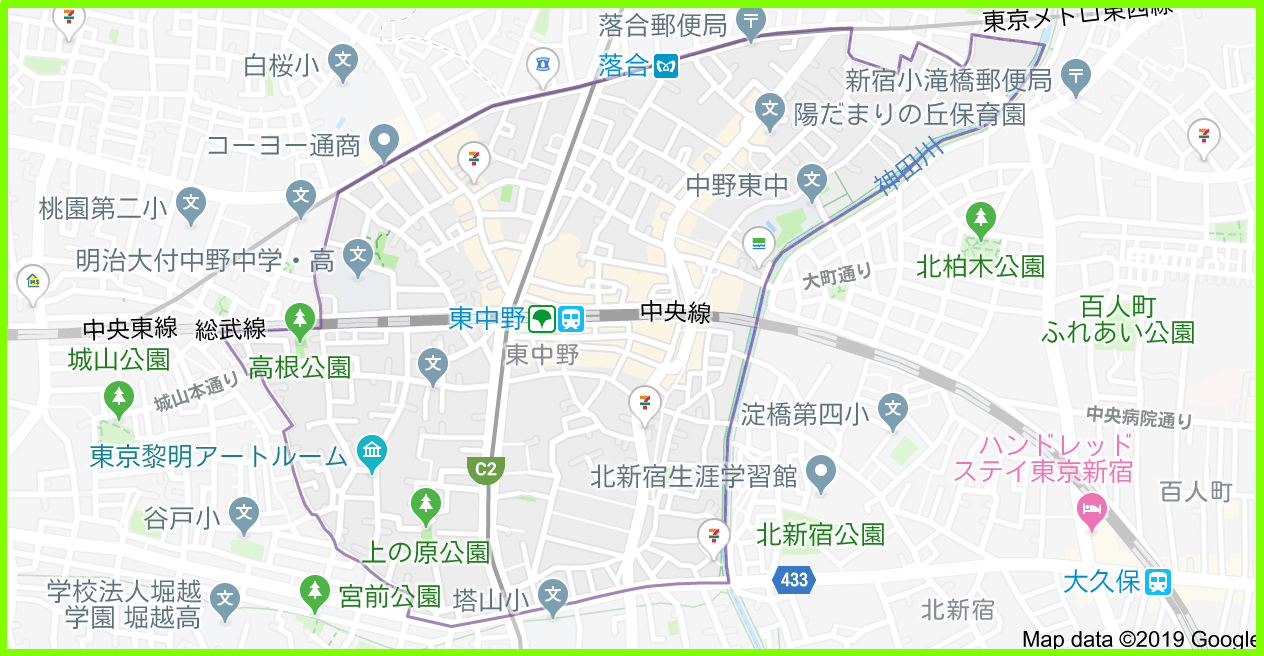 東京メトロ東西線
落合郵便局
落合
白桜小
新宿小滝橋郵便局
陽だまりの丘保育園
コーヨー通商
神田川
中野東中
桃園第二小
明治大付中野中学・高
北柏木公園
大町通り
百人町
ふれあい公園
東中野
中央線
中央東線
総武線
東中野
城山公園
高根公園
城山本通り
淀橋第四小
中央病院通り
ハンドレッド
ステイ東京新宿
東京黎明アートルーム
C2
北新宿生涯学習館
百人町
谷戸小
上の原公園
北新宿公園
433
大久保
学校法人堀越
学園 堀越高
宮前公園
塔山小
北新宿
Map data ©2019 Google